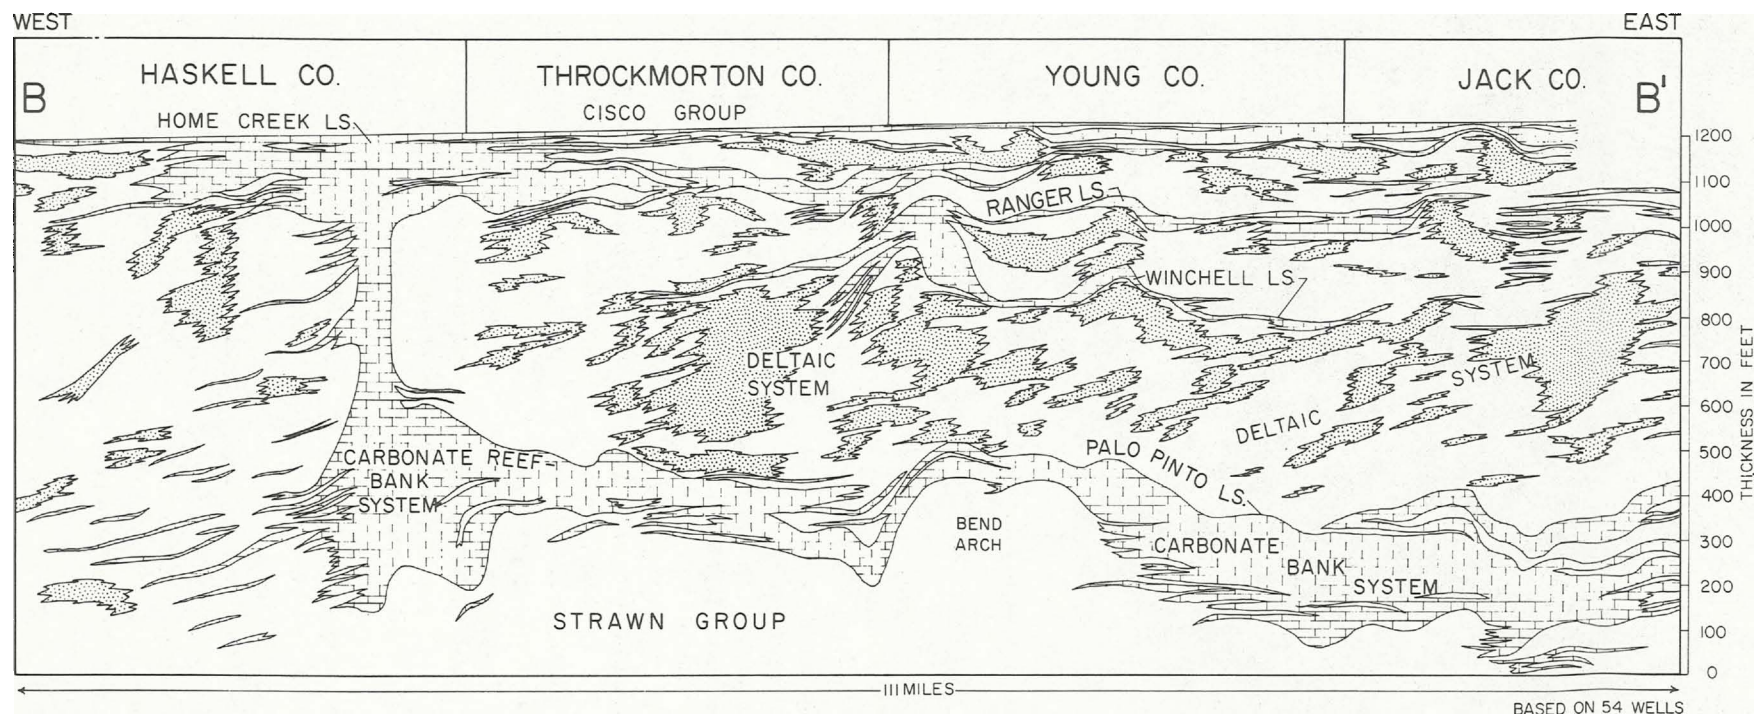 WEST
EAST
HASKELL CO.
THROCKMORTON CO.
YOUNG CO.
JACK CO.
B
B'
HOME CREEK LS.
CISCO GROUP
1200
1100
1000
900
800
700
600
500
400
300
200
100
0
THICKNESS IN FEET
RANGER LS.
WINCHELL LS.
DELTAIC
SYSTEM
DELTAIC
SYSTEM
PALO PINTO LS.
CARBONATE REEF-
BANK
SYSTEM
BEND
ARCH
CARBONATE
BANK
SYSTEM
STRAWN GROUP
111 MILES
BASED ON 54 WELLS